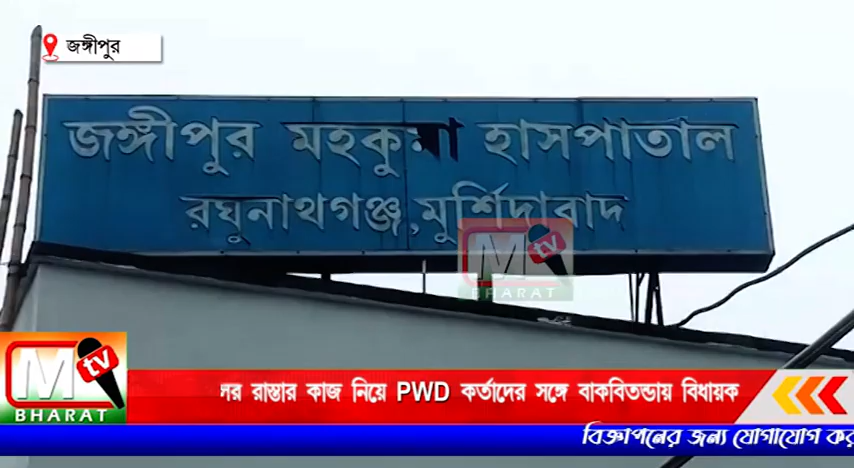 জঙ্গীপুর
জঙ্গীপুর মহকুমা হাসপাতাল
রঘুনাথগঞ্জ,মুর্শিদাবাদ
M tv
BHARAT
M tv
BHARAT
রাস্তার কাজ নিয়ে PWD কর্তাদের সঙ্গে বাকবিতন্ডায় বিধায়ক
বিজ্ঞাপনের জন্য যোগাযোগ